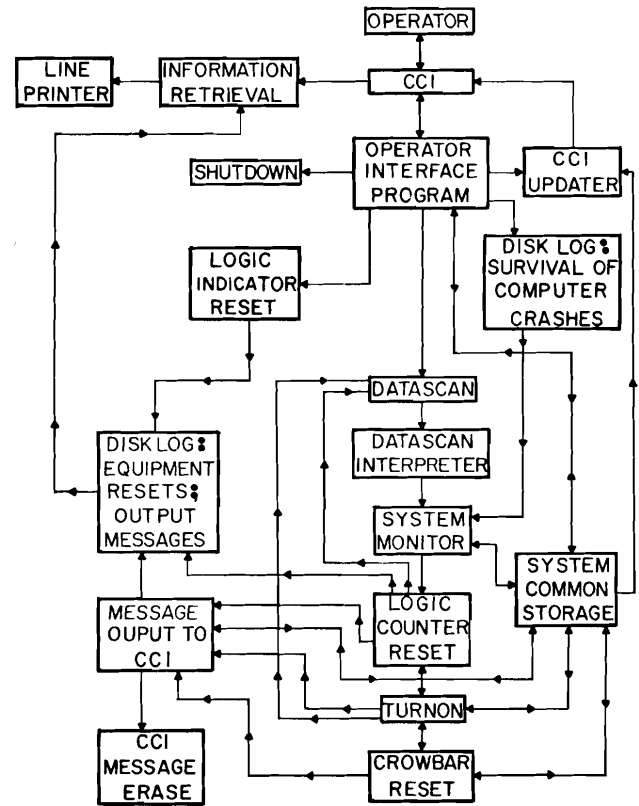 OPERATOR
LINE
PRINTER
INFORMATION
RETRIEVAL
CCI
SHUTDOWN
OPERATOR
INTERFACE
PROGRAM
CCI
UPDATER
LOGIC
INDICATOR
RESET
DISK LOG:
SURVIVAL OF
COMPUTER
CRASHES
DATASCAN
DISK LOG:
EQUIPMENT
RESETS;
OUTPUT
MESSAGES
DATASCAN
INTERPRETER
SYSTEM
MONITOR
SYSTEM
COMMON
STORAGE
MESSAGE
OUPUT TO
CCI
LOGIC
COUNTER
RESET
TURNON
CCI
MESSAGE
ERASE
CROWBAR
RESET